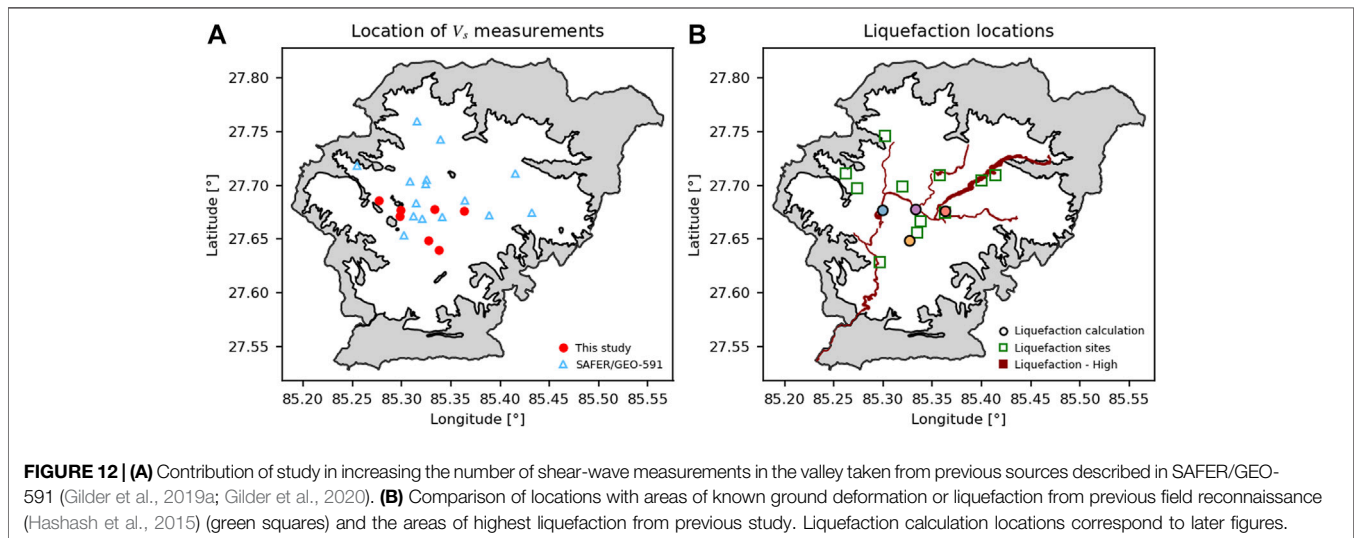 A
Location of Vs measurements
27.80
27.75
27.70
27.65
27.60
27.55
Latitude [°]
85.20 85.25 85.30 85.35 85.40 85.45 85.50 85.55
Longitude [°]
This study
SAFER/GEO-591
B
Liquefaction locations
27.80
27.75
27.70
27.65
27.60
27.55
Latitude [°]
85.20 85.25 85.30 85.35 85.40 85.45 85.50 85.55
Longitude [°]
Liquefaction calculation
Liquefaction sites
Liquefaction - High
FIGURE 12 | (A) Contribution of study in increasing the number of shear-wave measurements in the valley taken from previous sources described in SAFER/GEO-
591 (Gilder et al., 2019a; Gilder et al., 2020). (B) Comparison of locations with areas of known ground deformation or liquefaction from previous field reconnaissance
(Hashash et al., 2015) (green squares) and the areas of highest liquefaction from previous study. Liquefaction calculation locations correspond to later figures.